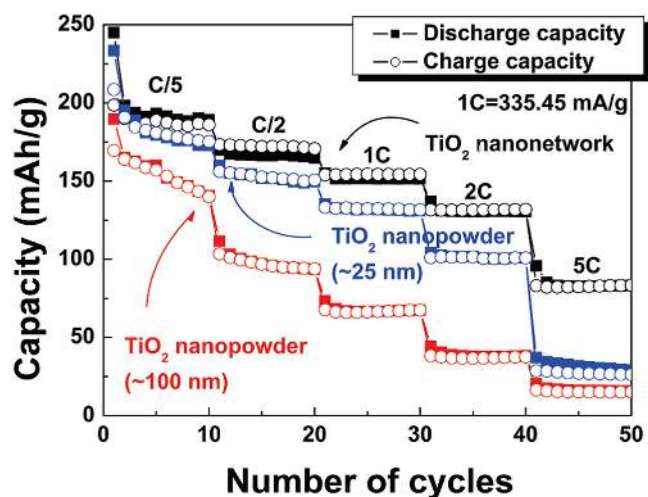 Discharge capacity
Charge capacity
1C=335.45 mA/g
C/5
C/2
TiO2 nanonetwork
1C
2C
5C
TiO2 nanopowder
(~25 nm)
TiO2 nanopowder
(~100 nm)
Capacity (mAh/g)
250
200
150
100
50
0
0 10 20 30 40 50
Number of cycles